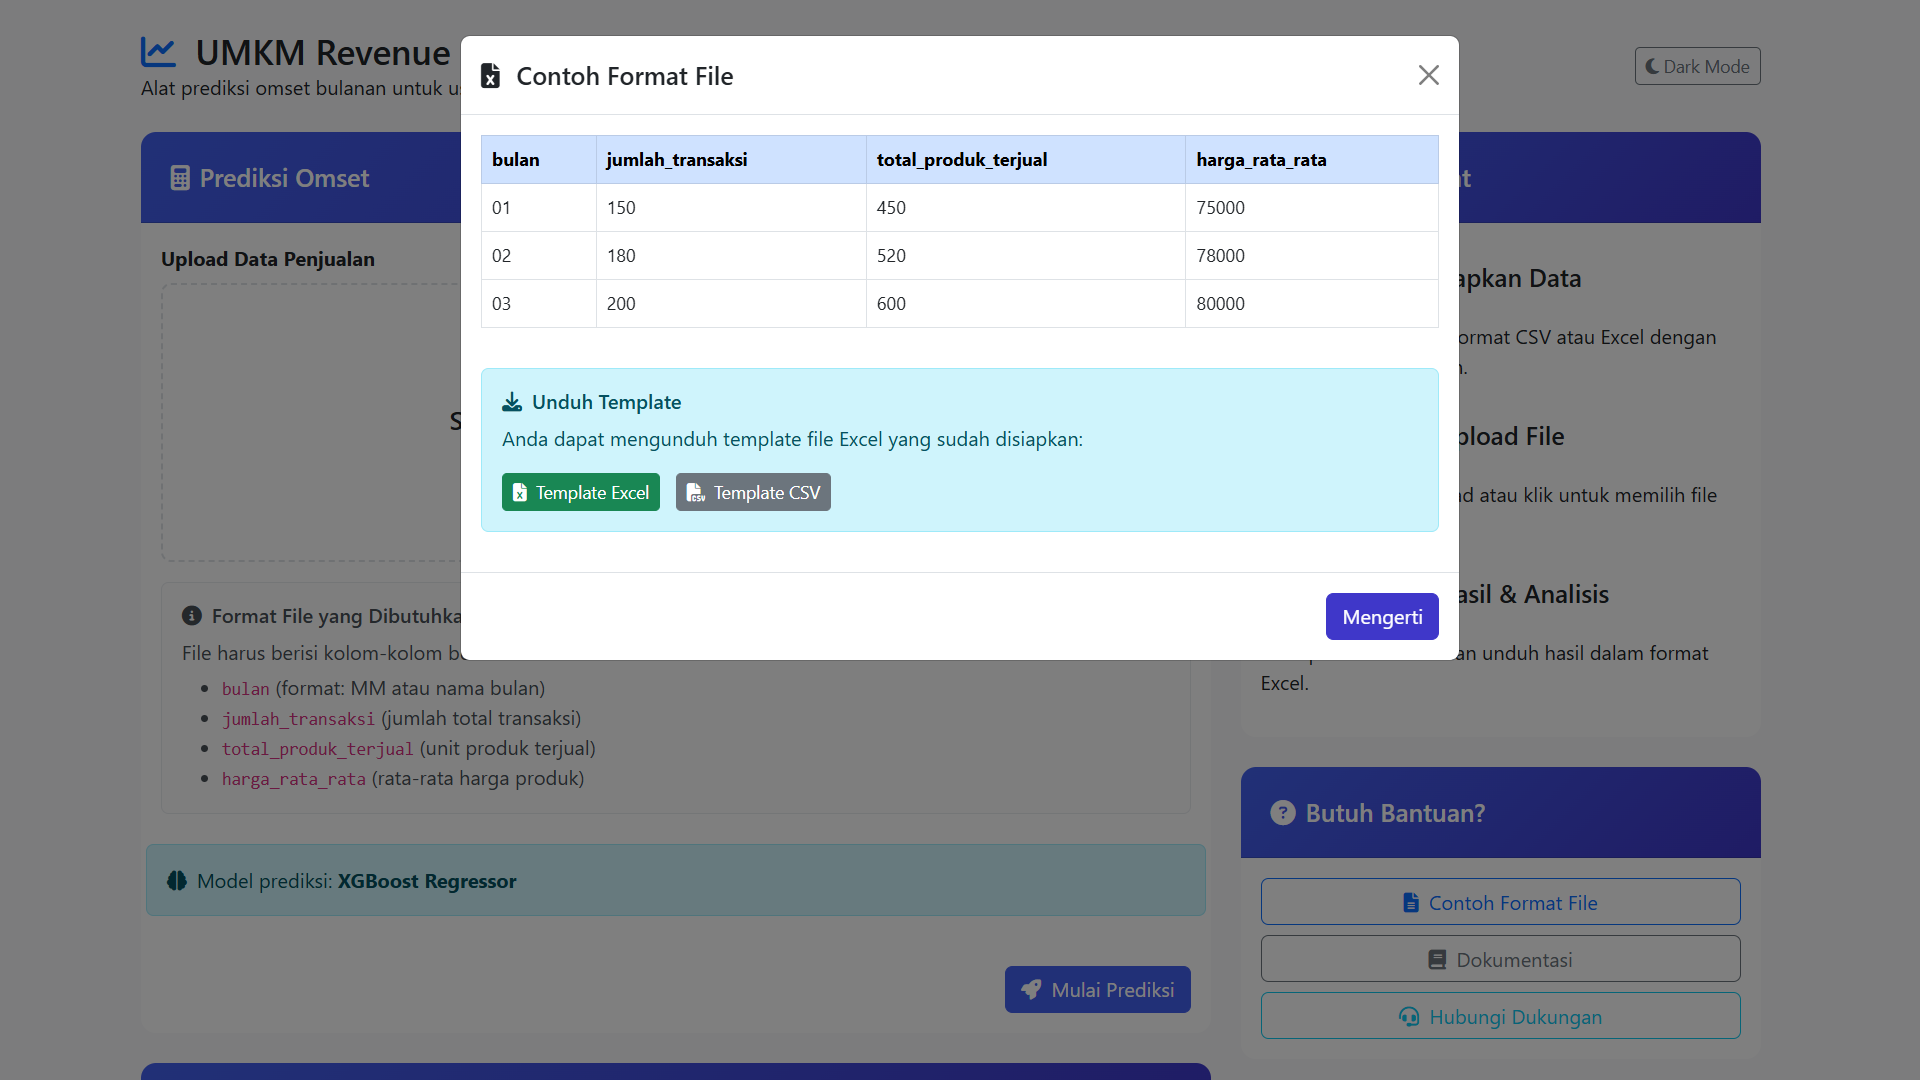 UMKM Revenue
Alat prediksi omset bulanan untuk
Dark Mode
Contoh Format File
bulan jumlah_transaksi total_produk_terjual harga_rata_rata
01 150 450 75000
02 180 520 78000
03 200 600 80000
Unduh Template
Anda dapat mengunduh template file Excel yang sudah disiapkan:
Template Excel Template CSV
Mengerti
Prediksi Omset
Upload Data Penjualan
Format File yang Dibutuhka
File harus berisi kolom-kolom
bulan (format: MM atau nama bulan)
jumlah_transaksi (jumlah total transaksi)
total_produk_terjual (unit produk terjual)
harga_rata_rata (rata-rata harga produk)
Model prediksi: XGBoost Regressor
Mulai Prediksi
apkan Data
ormat CSV atau Excel dengan
pload File
atau klik untuk memilih file
asil & Analisis
unduh hasil dalam format
Excel.
Butuh Bantuan?
Contoh Format File
Dokumentasi
Hubungi Dukungan